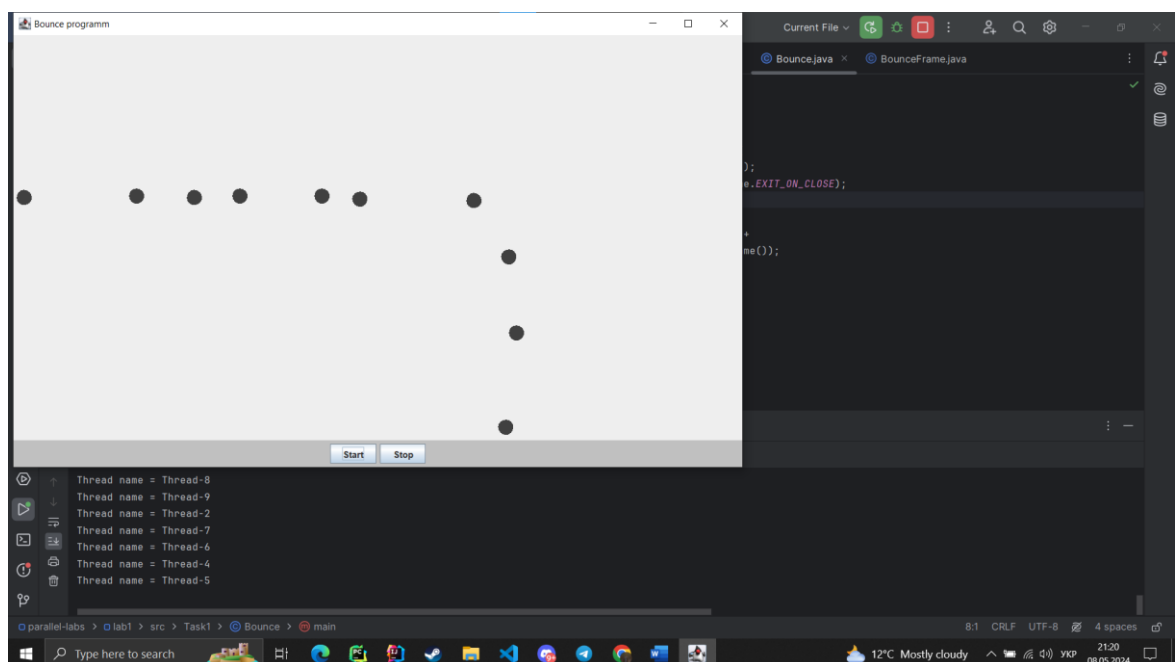 Bounce programm
Current File
Bounce.java
BounceFrame.java
);
e.EXIT_ON_CLOSE);
+
me());
Start
Stop
Thread name = Thread-8
Thread name = Thread-9
Thread name = Thread-2
Thread name = Thread-7
Thread name = Thread-6
Thread name = Thread-4
Thread name = Thread-5
parallel-labs > lab1 > src > Task1 > Bounce > main
8:1 CRLF UTF-8 4 spaces
Type here to search
12°C Mostly cloudy
УКР
21:20
08.05.2024